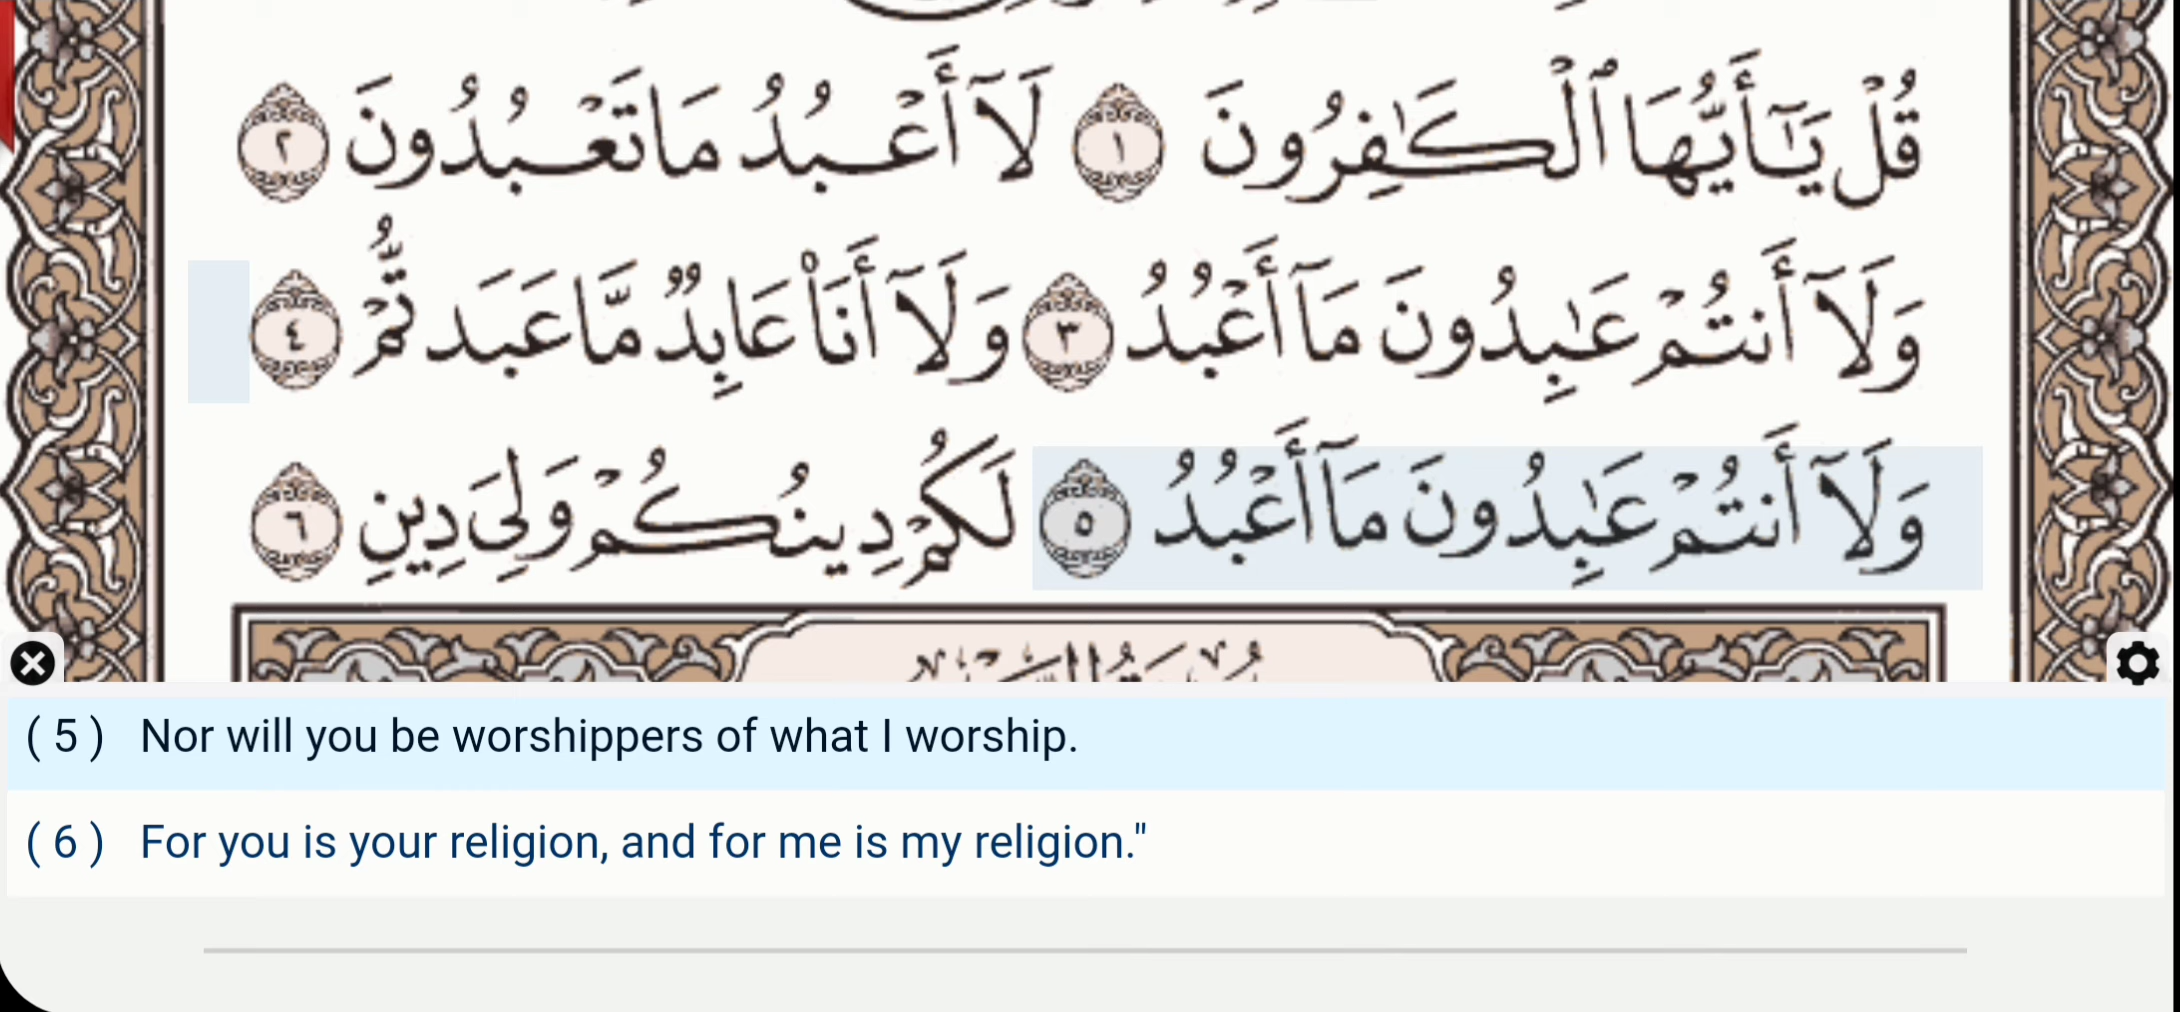 قُلْ يَٰٓأَيُّهَا ٱلْكَٰفِرُونَ ١ لَآ أَعْبُدُ مَا تَعْبُدُونَ ٢
وَلَآ أَنتُمْ عَٰبِدُونَ مَآ أَعْبُدُ ٣ وَلَآ أَنَا۠ عَابِدٌ مَّا عَبَدتُّمْ ٤
وَلَآ أَنتُمْ عَٰبِدُونَ مَآ أَعْبُدُ ٥ لَكُمْ دِينُكُمْ وَلِىَ دِينِ ٦
( 5 ) Nor will you be worshippers of what I worship.
( 6 ) For you is your religion, and for me is my religion."